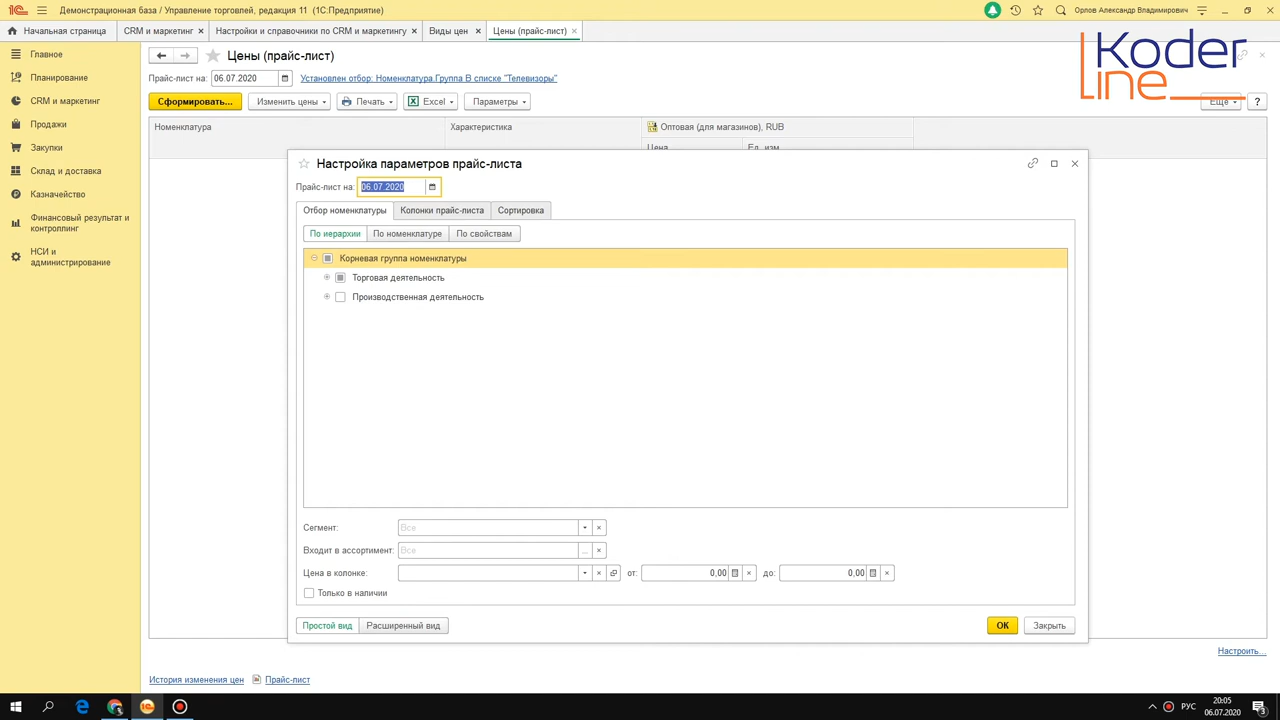 Демонстрационная база / Управление торговлей, редакция 11 (1С:Предприятие)
Орлов Александр Владимирович
Начальная страница
CRM и маркетинг
Настройки и справочники по CRM и маркетингу
Виды цен
Цены (прайс-лист)
Koder
line
Главное
Планирование
CRM и маркетинг
Продажи
Закупки
Склад и доставка
Казначейство
Финансовый результат и
контроллинг
НСИ и
администрирование
Цены (прайс-лист)
Прайс-лист на: 06.07.2020 Установлен отбор: Номенклатура.Группа В списке "Телевизоры"
Сформировать... Изменить цены Печать Excel Параметры Еще ?
Номенклатура Характеристика Оптовая (для магазинов), RUB
Цена Ед. изм.
Настройка параметров прайс-листа
Прайс-лист на: 06.07.2020
Отбор номенклатуры Колонки прайс-листа Сортировка
По иерархии По номенклатуре По свойствам
Корневая группа номенклатуры
Торговая деятельность
Производственная деятельность
Сегмент: Все
Входит в ассортимент: Все ...
Цена в колонке: от: 0,00 до: 0,00
Только в наличии
Простой вид Расширенный вид ОК Закрыть
Настроить...
История изменения цен Прайс-лист
РУС
20:05
06.07.2020
3